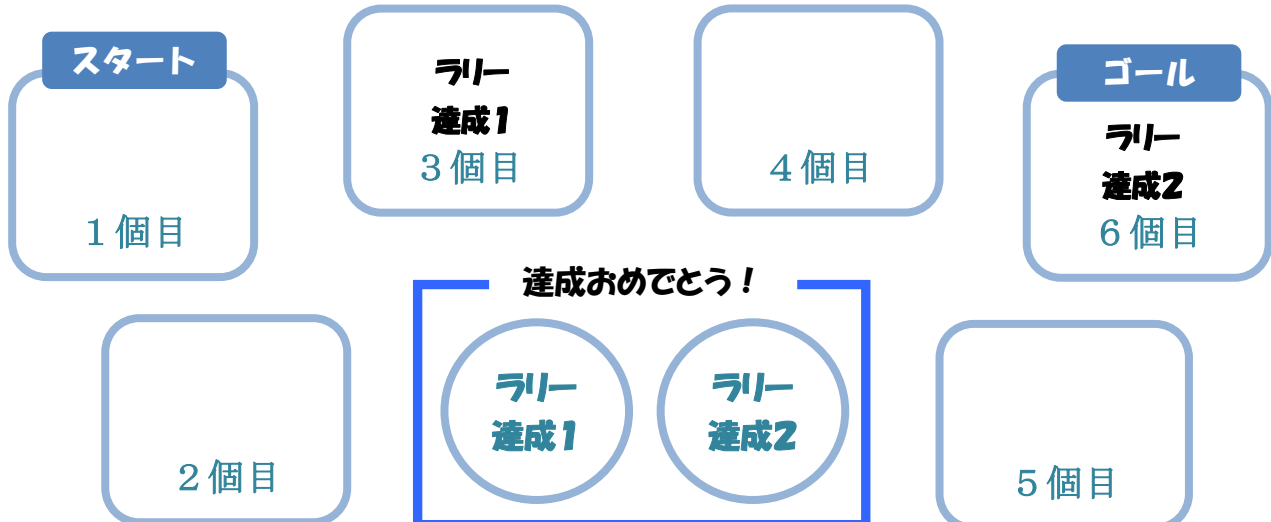 スタート
1個目
2個目
ラリー
達成1
3個目
4個目
5個目
ゴール
ラリー
達成2
6個目
達成おめでとう!
ラリー
達成1
ラリー
達成2